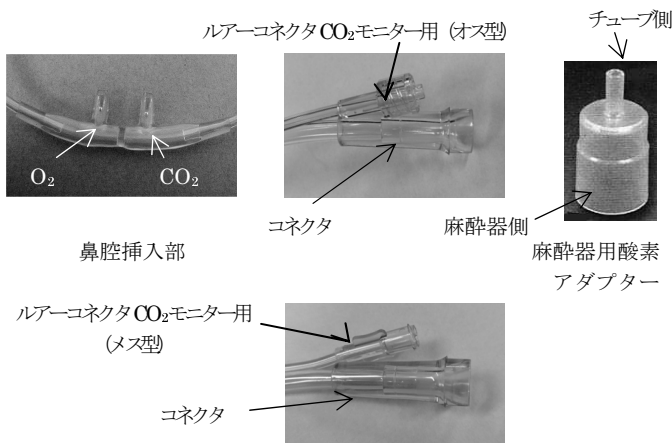 ルアーコネクタCO₂モニター用（オス型）
チューブ側
O₂
CO₂
コネクタ
麻酔器側
鼻腔挿入部
麻酔器用酸素
アダプター
ルアーコネクタCO₂モニター用
（メス型）
コネクタ